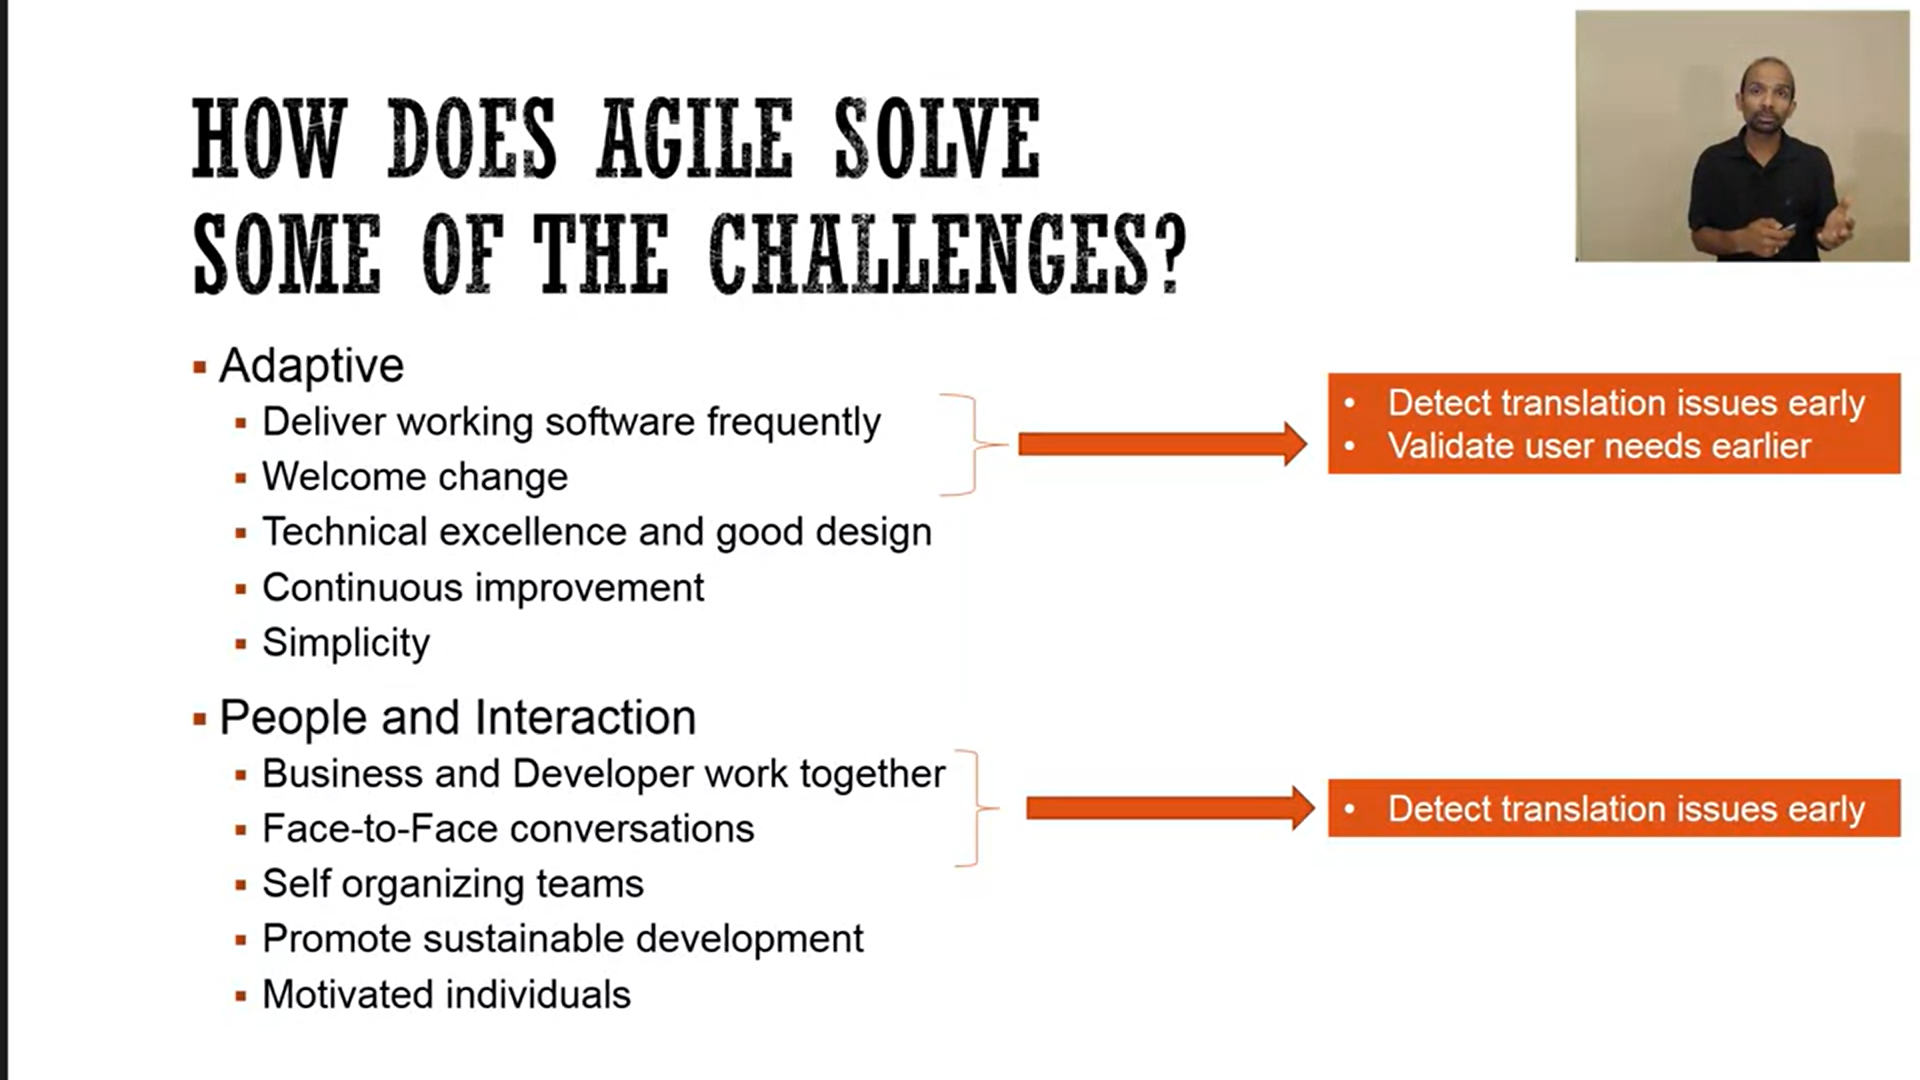 HOW DOES AGILE SOLVE
SOME OF THE CHALLENGES?
Adaptive
Deliver working software frequently
Welcome change
Technical excellence and good design
Continuous improvement
Simplicity
Detect translation issues early
Validate user needs earlier
People and Interaction
Business and Developer work together
Face-to-Face conversations
Self organizing teams
Promote sustainable development
Motivated individuals
Detect translation issues early